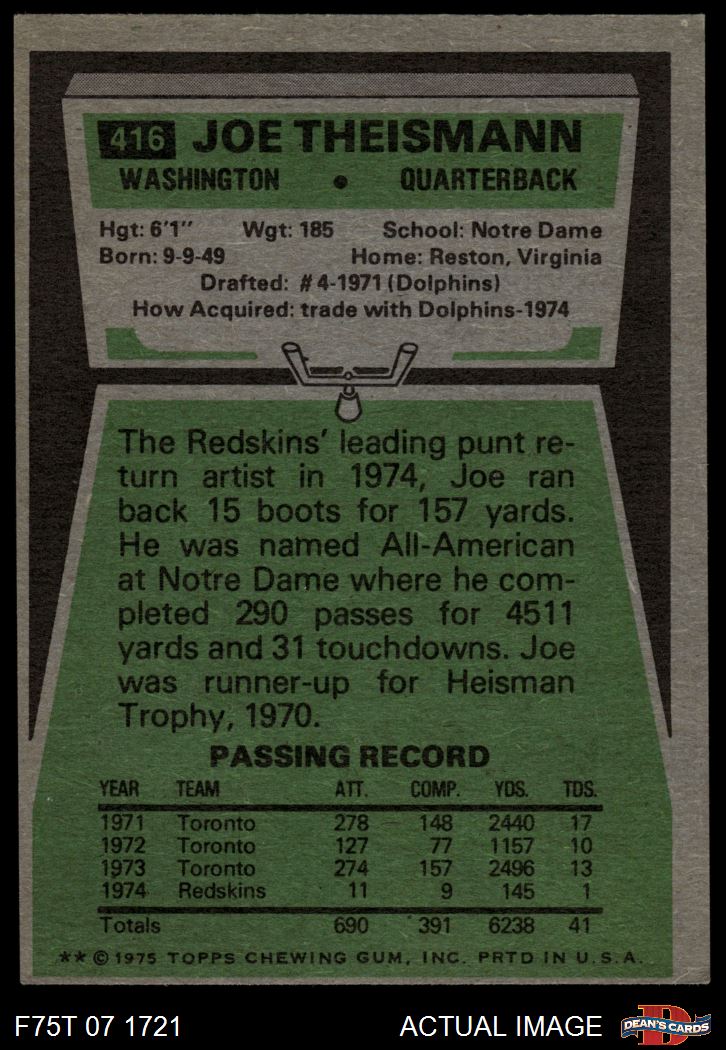 416 JOE THEISMANN
WASHINGTON • QUARTERBACK
Hgt: 6'1" Wgt: 185 School: Notre Dame
Born: 9-9-49 Home: Reston, Virginia
Drafted: #4-1971 (Dolphins)
How Acquired: trade with Dolphins-1974
The Redskins' leading punt re-
turn artist in 1974, Joe ran
back 15 boots for 157 yards.
He was named All-American
at Notre Dame where he com-
pleted 290 passes for 4511
yards and 31 touchdowns. Joe
was runner-up for Heisman
Trophy, 1970.
PASSING RECORD
YEAR TEAM ATT. COMP. YDS. TDS.
1971 Toronto 278 148 2440 17
1972 Toronto 127 77 1157 10
1973 Toronto 274 157 2496 13
1974 Redskins 11 9 145 1
Totals 690 391 6238 41
** © 1975 TOPPS CHEWING GUM, INC. PRTD IN U.S.A.
F75T 07 1721 ACTUAL IMAGE D DEAN'S CARDS